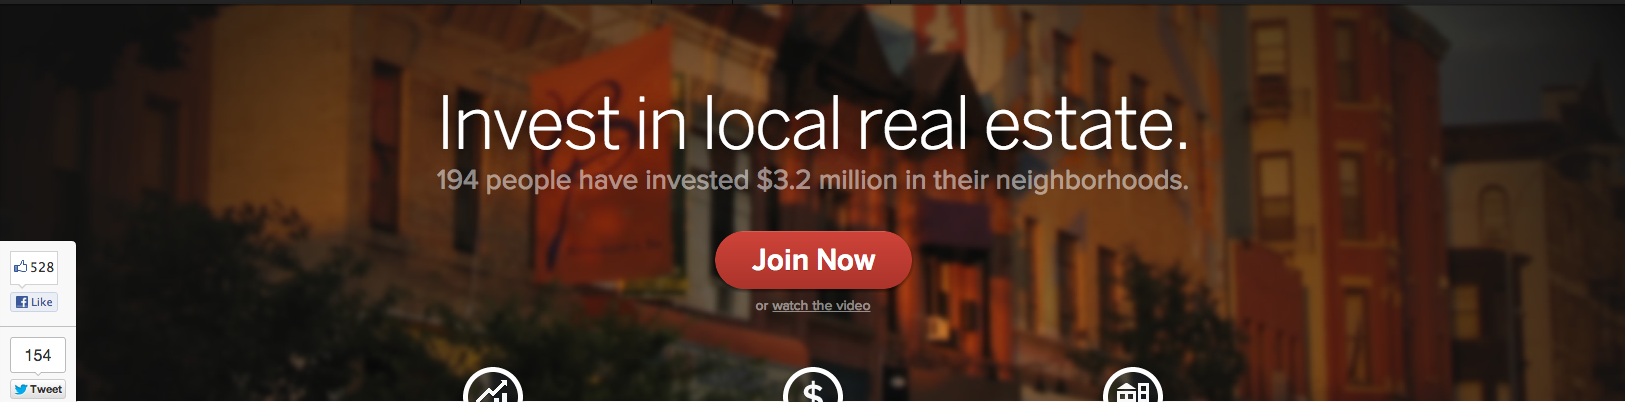 Invest in local real estate.
194 people have invested $3.2 million in their neighborhoods.
Join Now
or watch the video
528
Like
154
Tweet
$